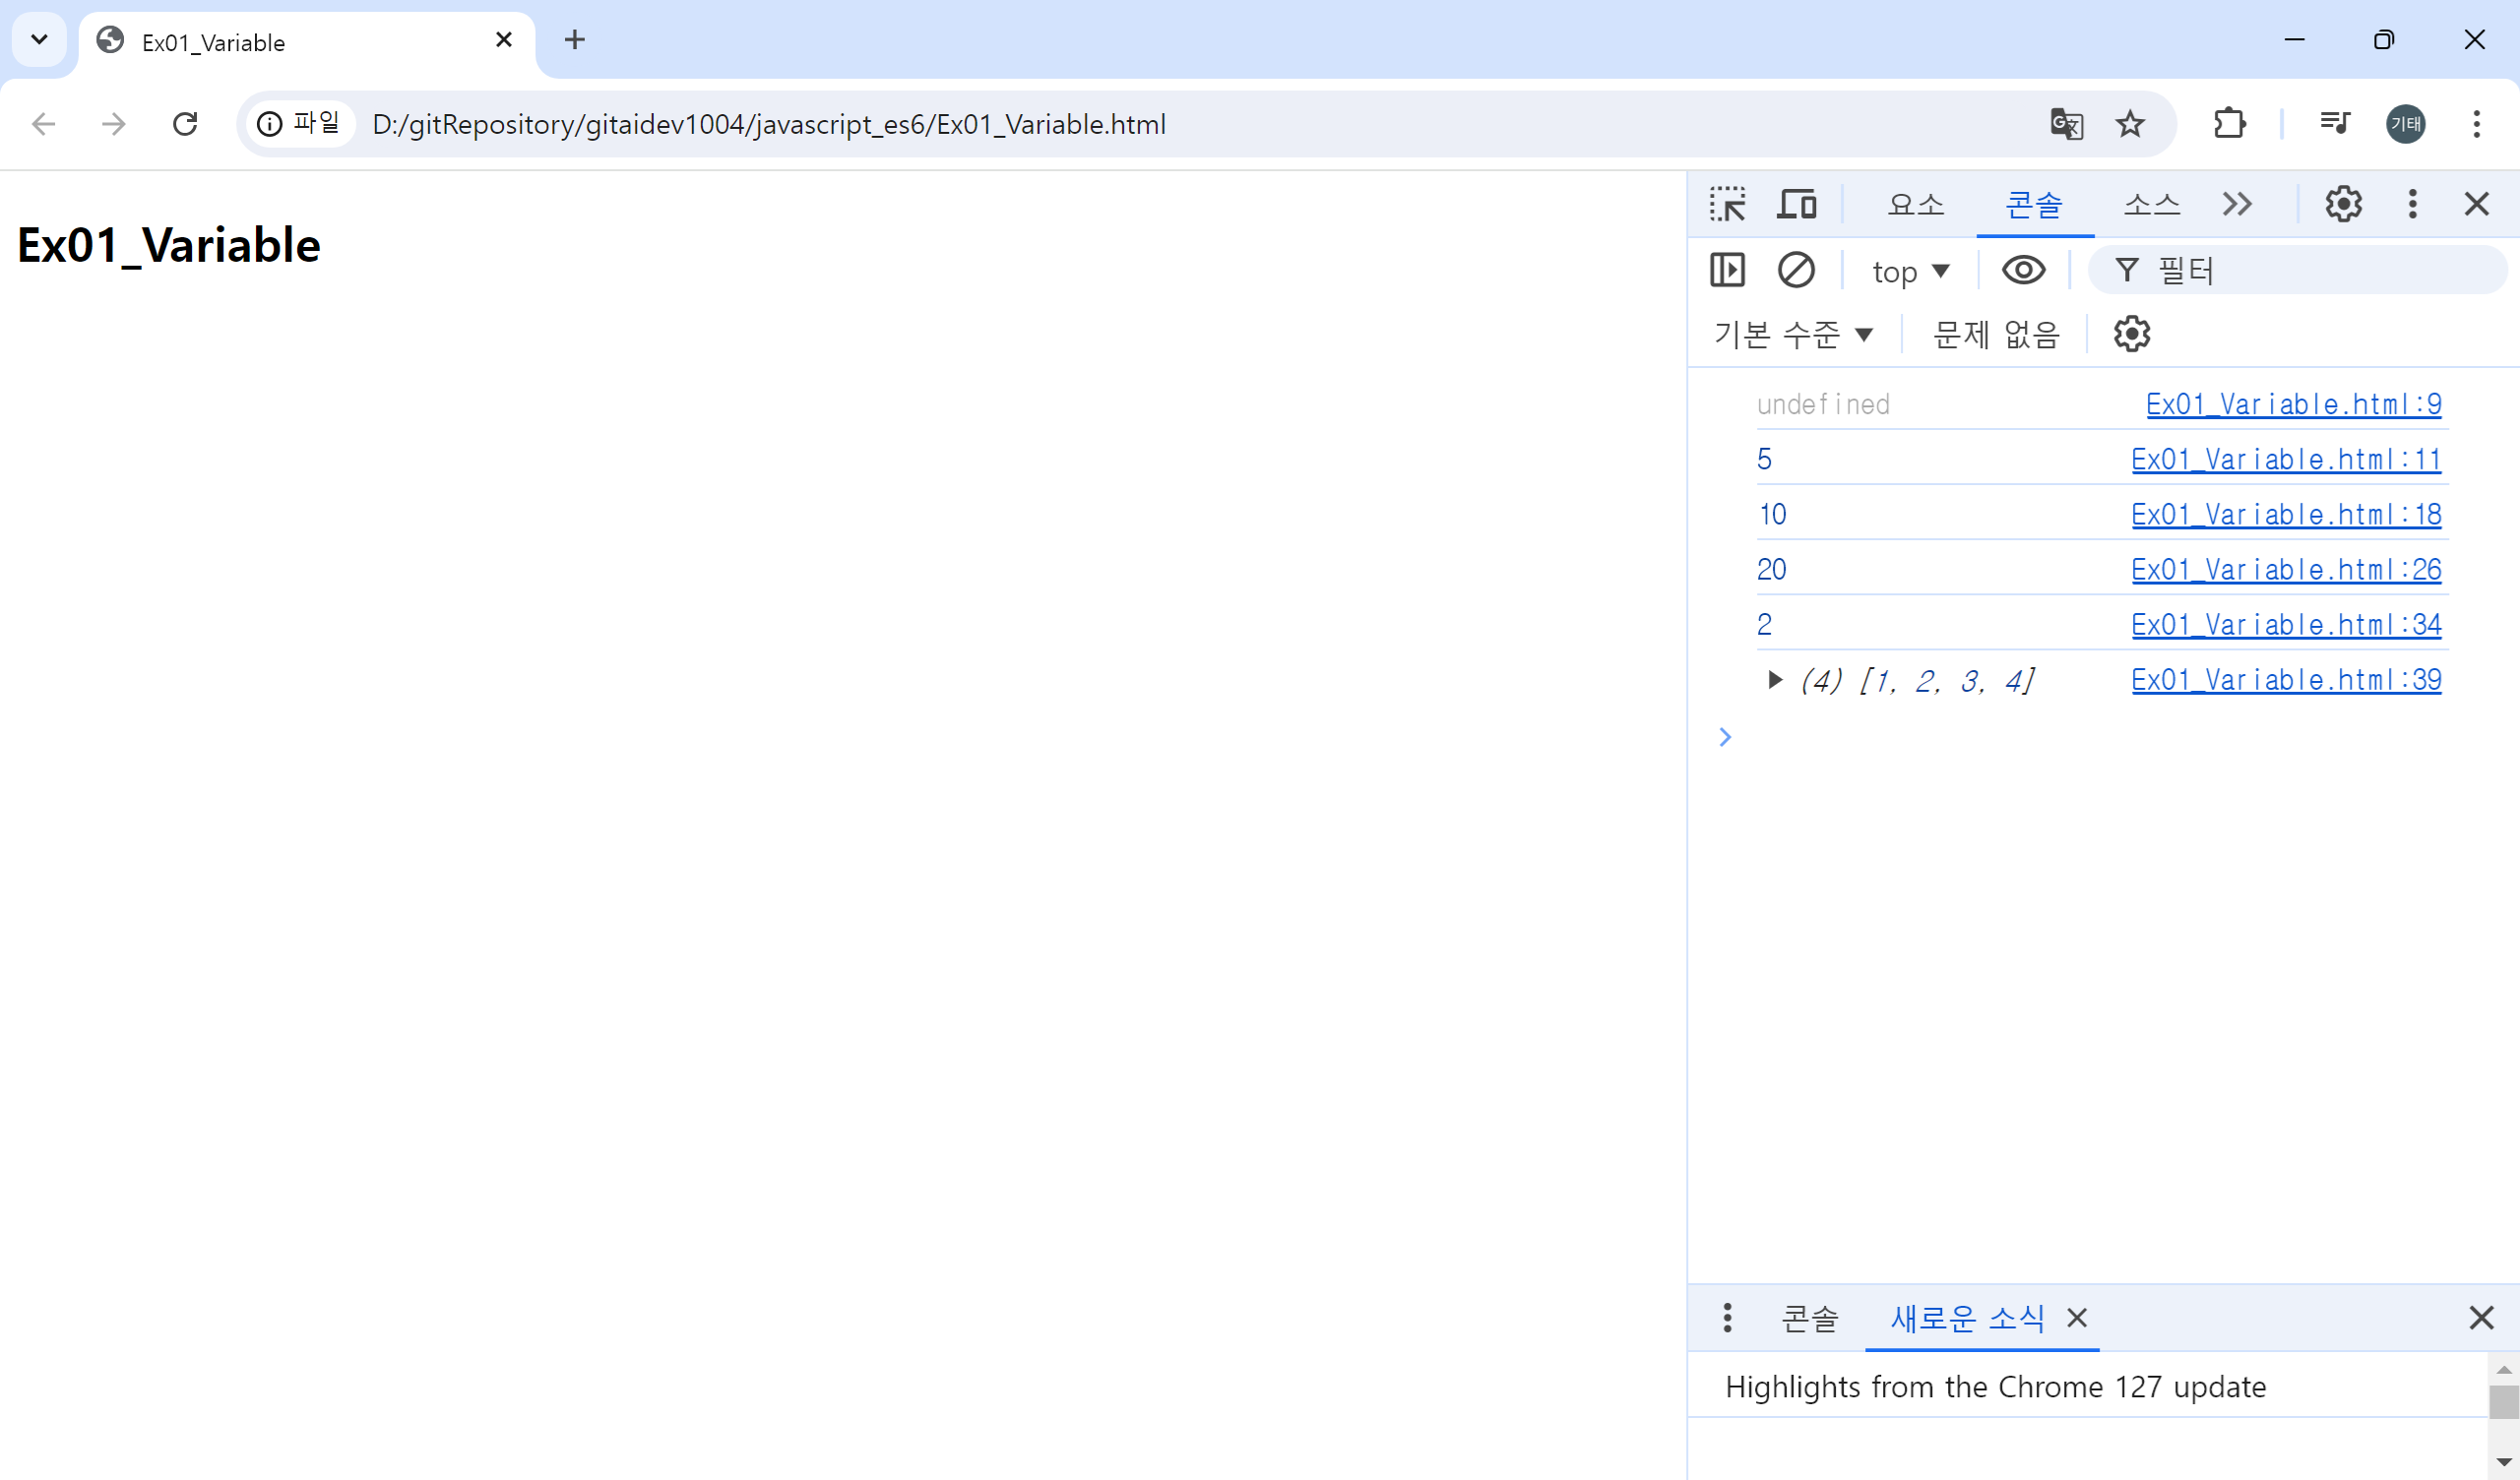 Ex01_Variable
파일 D:/gitRepository/gitaidev1004/javascript_es6/Ex01_Variable.html 기태
Ex01_Variable
요소 콘솔 소스
top 필터
기본 수준 문제 없음
undefined Ex01_Variable.html:9
5 Ex01_Variable.html:11
10 Ex01_Variable.html:18
20 Ex01_Variable.html:26
2 Ex01_Variable.html:34
(4) [1, 2, 3, 4] Ex01_Variable.html:39
콘솔 새로운 소식
Highlights from the Chrome 127 update